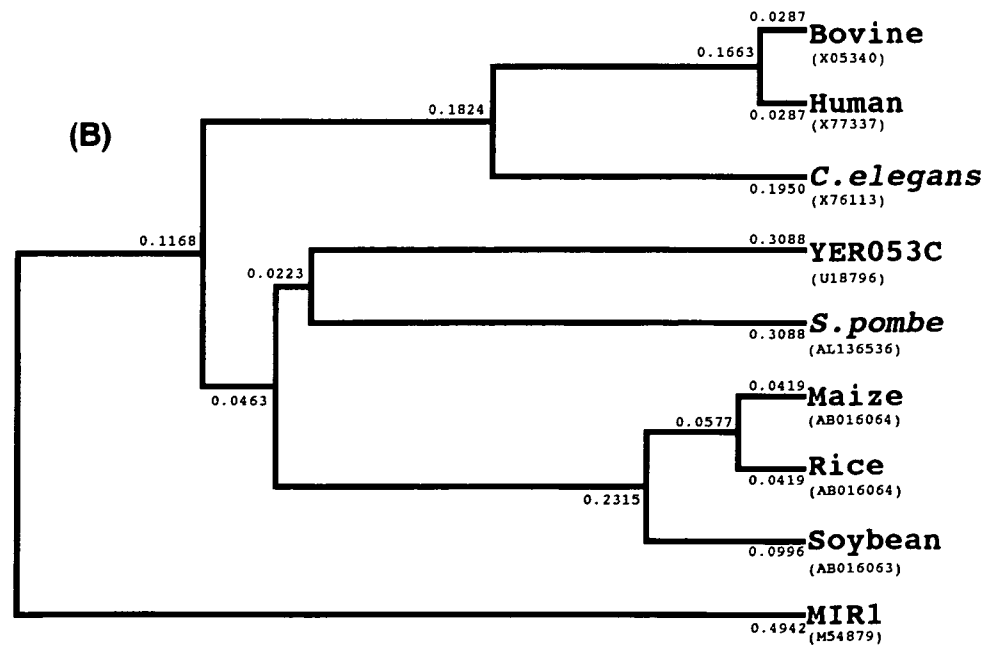 0.0287
Bovine
0.1663
(X05340)
Human
0.0287
(X77337)
0.1824
(B)
C.elegans
0.1950
(X76113)
0.1168
0.3088
YER053C
(U18796)
0.0223
S.pombe
0.3088
(AL136536)
0.0463
0.0419
Maize
(AB016064)
0.0577
Rice
0.0419
(AB016064)
0.2315
Soybean
0.0996
(AB016063)
MIR1
0.4942
(M54879)